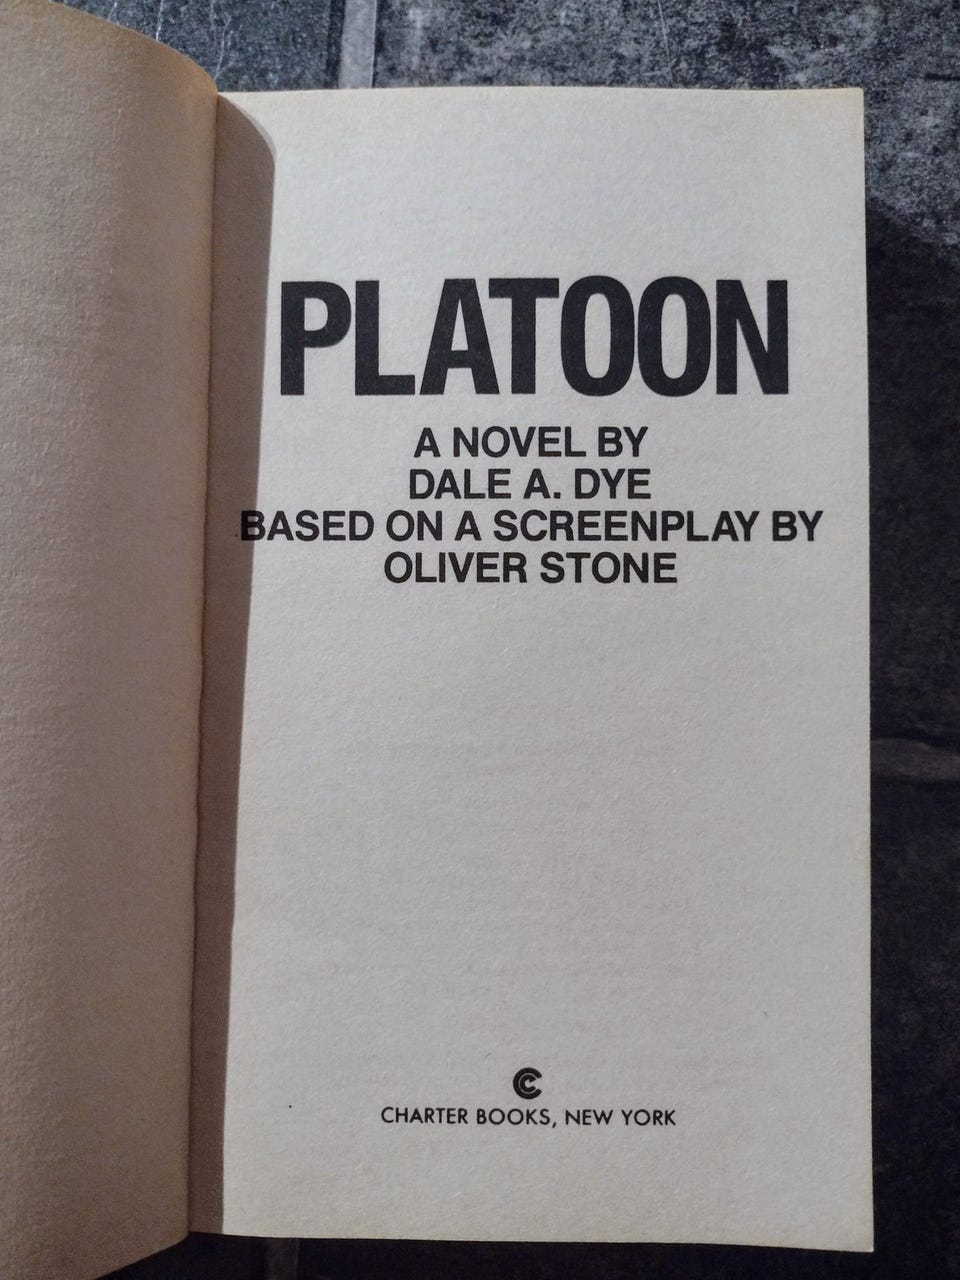 PLATOON
A NOVEL BY
DALE A. DYE
BASED ON A SCREENPLAY BY
OLIVER STONE
C
CHARTER BOOKS, NEW YORK